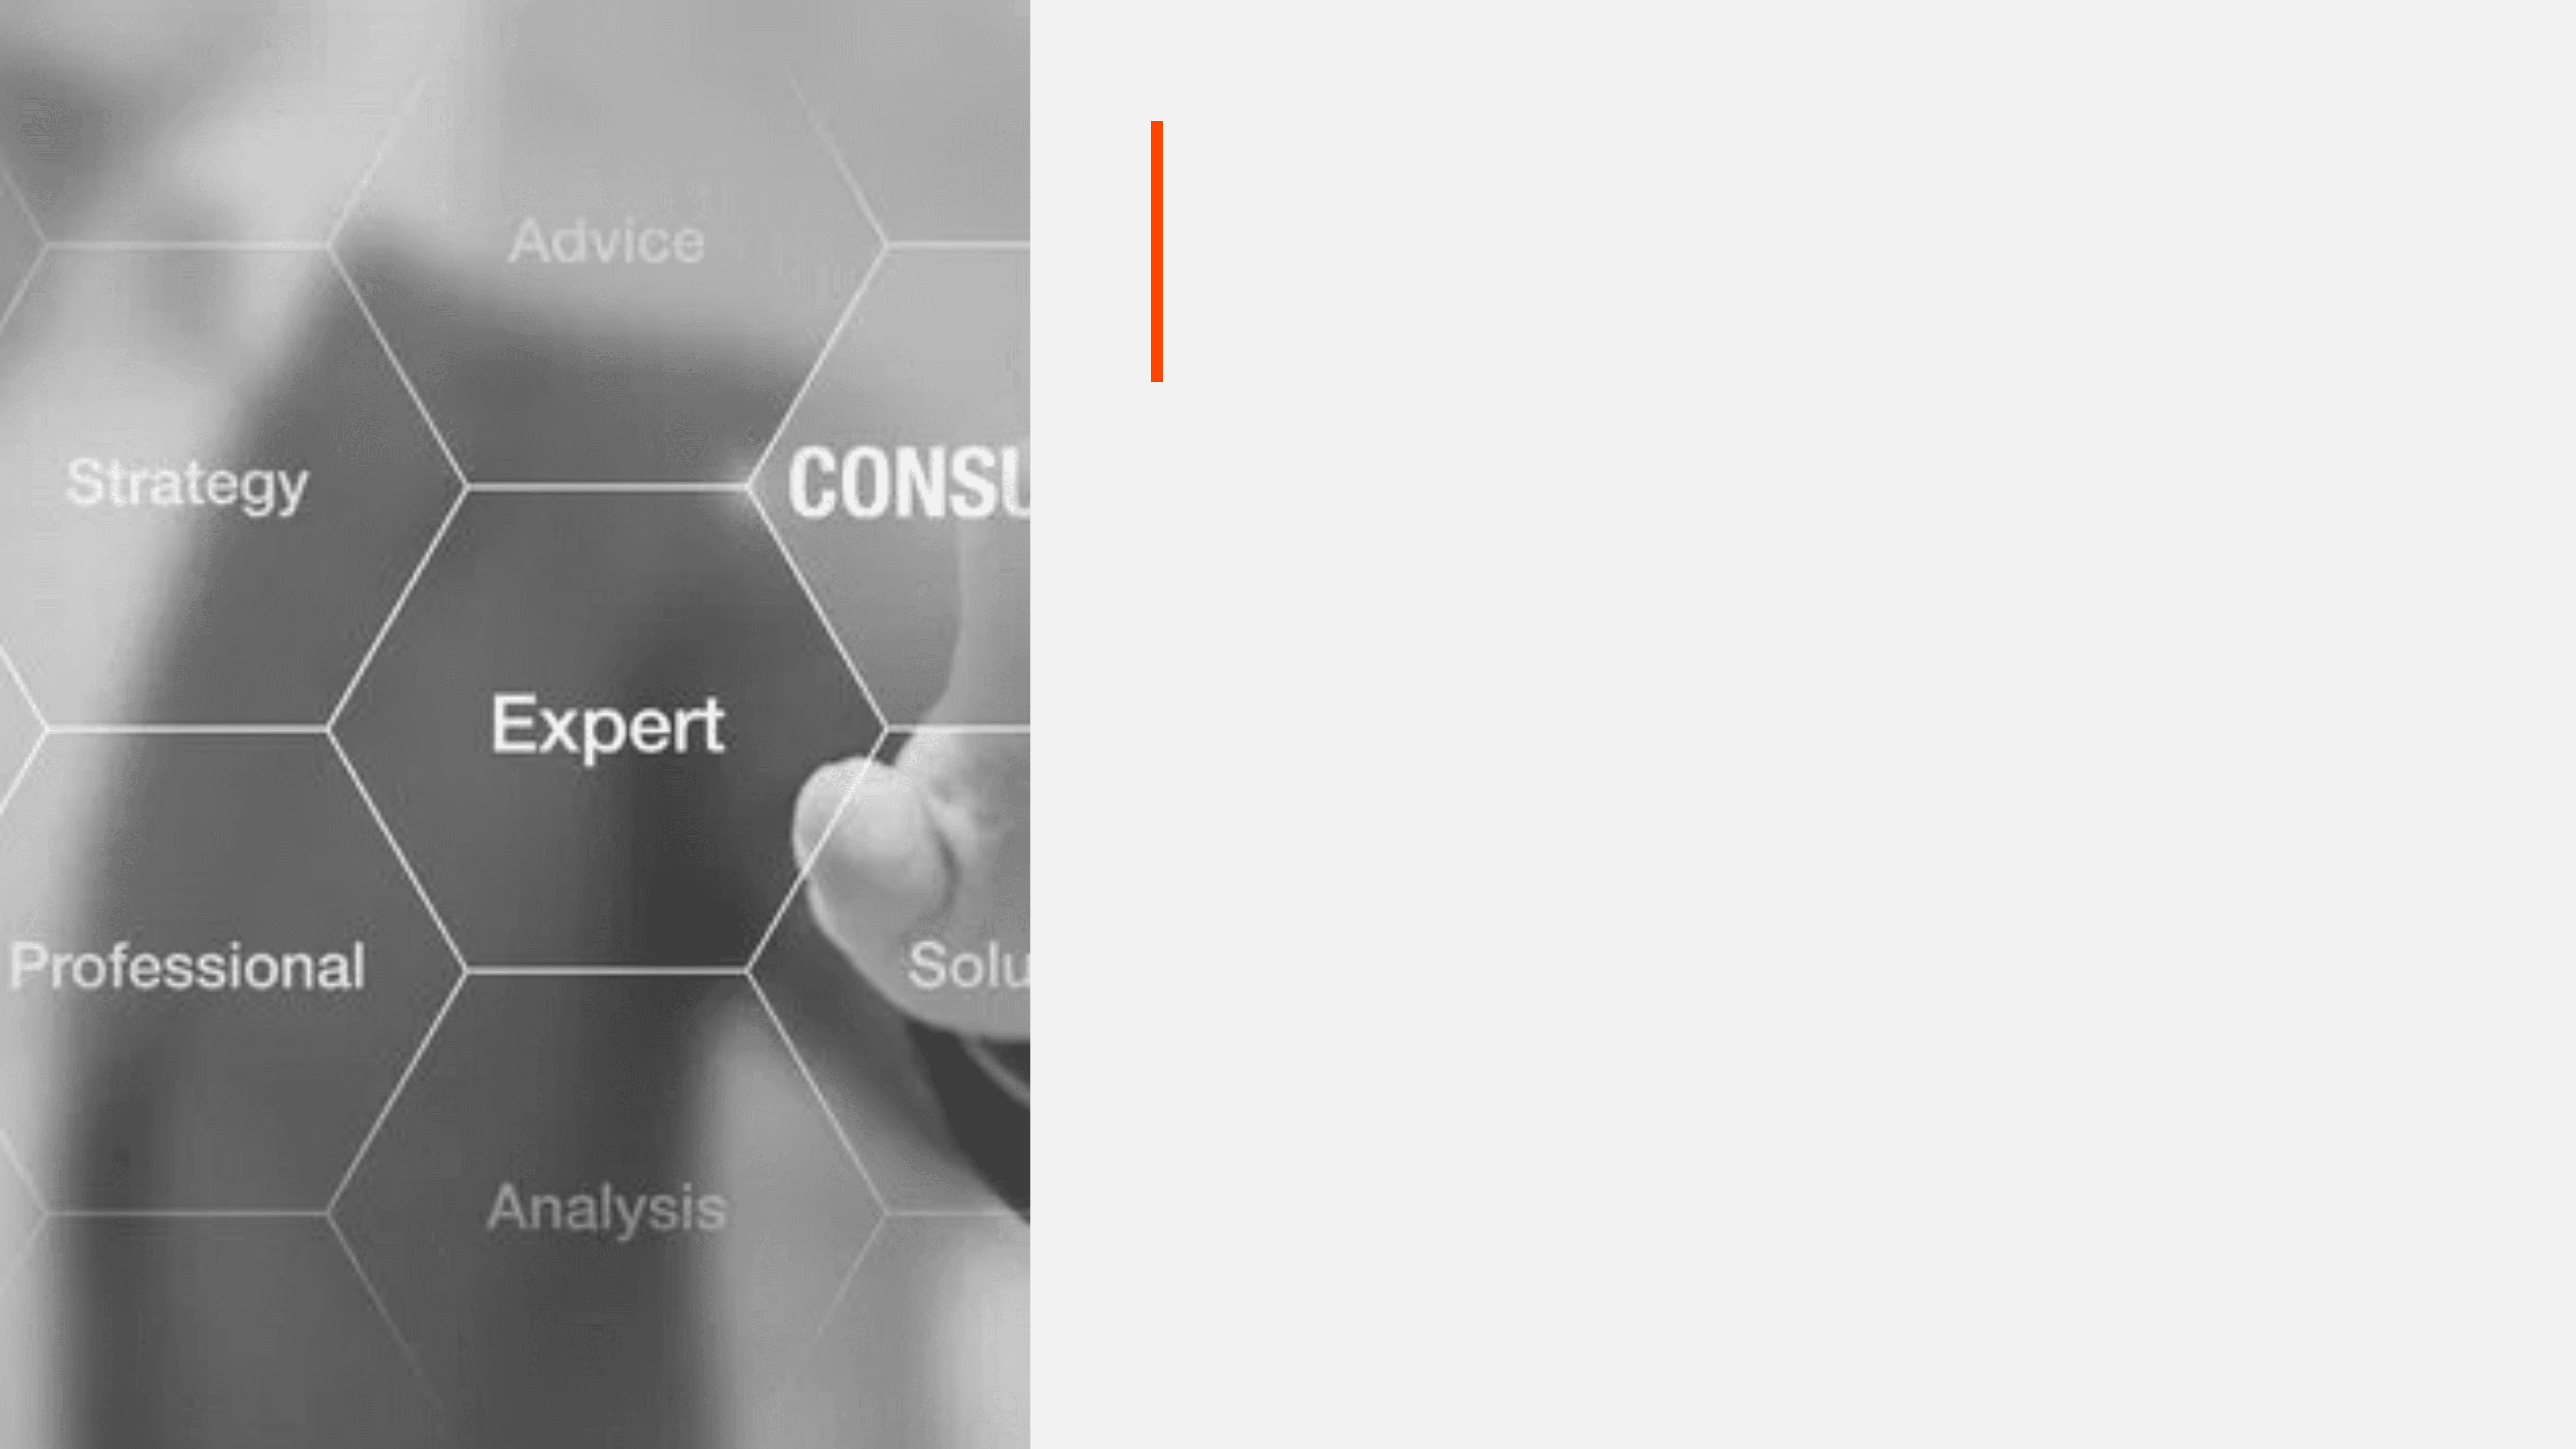 Advice
Strategy
CONSU
Expert
Professional
Solu
Analysis